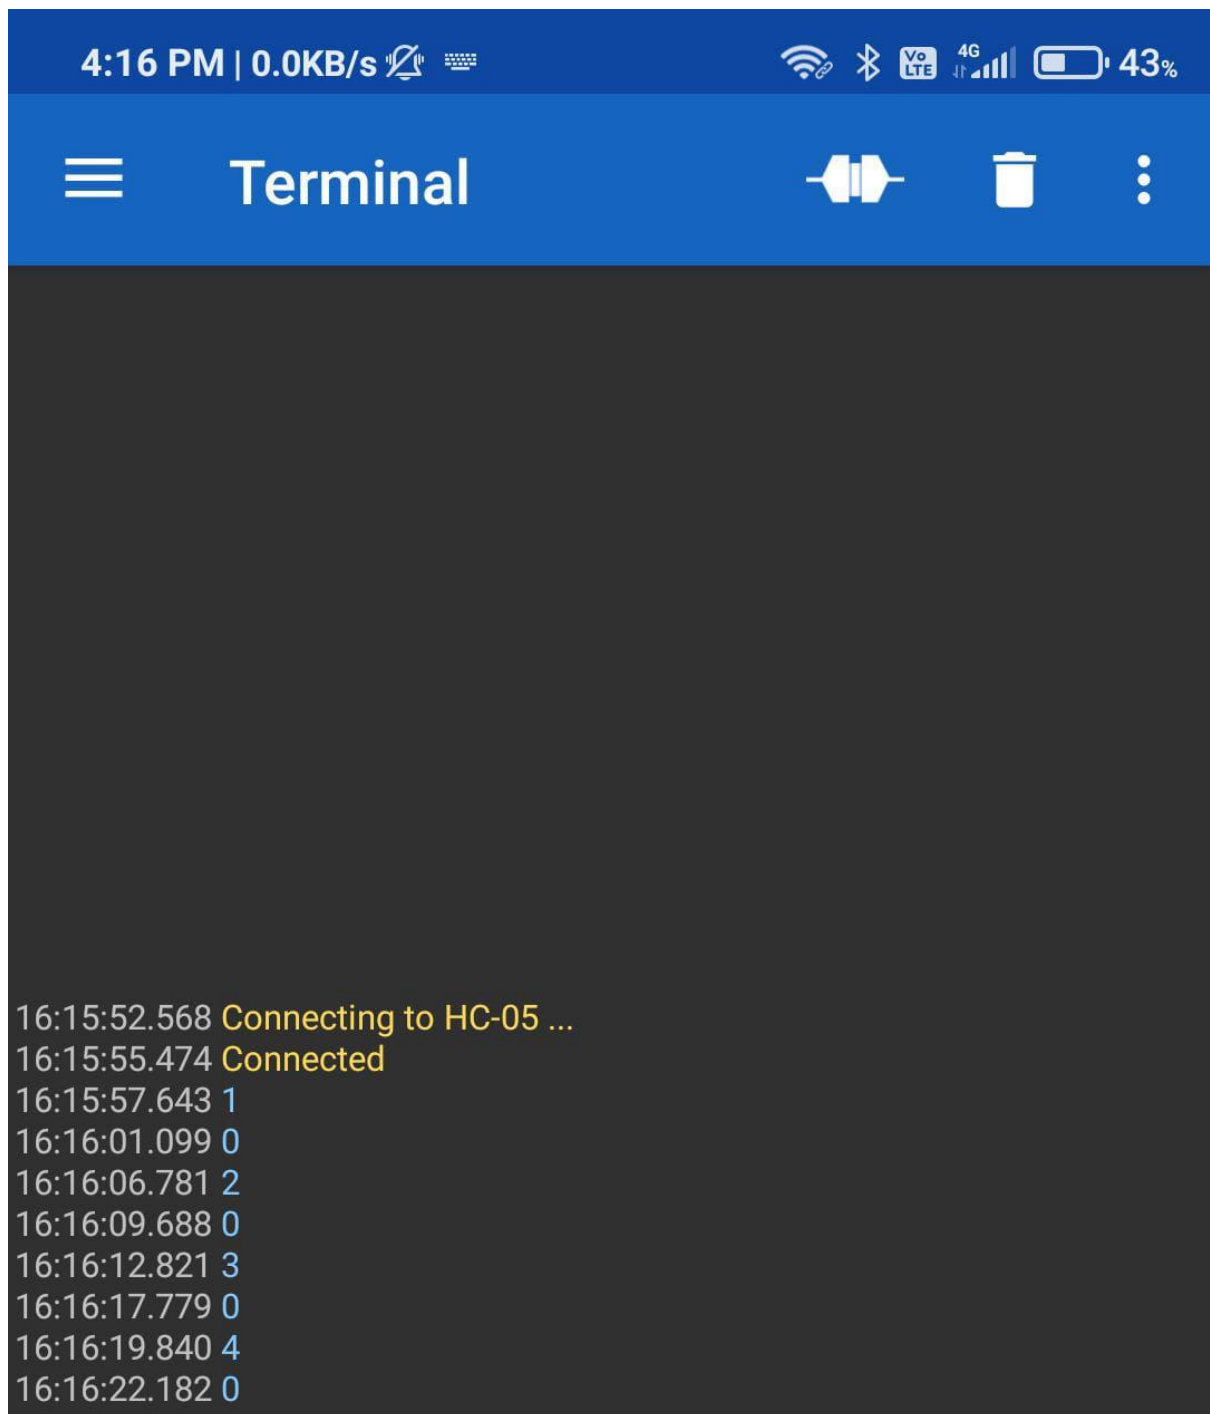 4:16 PM | 0.0KB/s Vo LTE 4G 43%
Terminal
16:15:52.568 Connecting to HC-05 ...
16:15:55.474 Connected
16:15:57.643 1
16:16:01.099 0
16:16:06.781 2
16:16:09.688 0
16:16:12.821 3
16:16:17.779 0
16:16:19.840 4
16:16:22.182 0